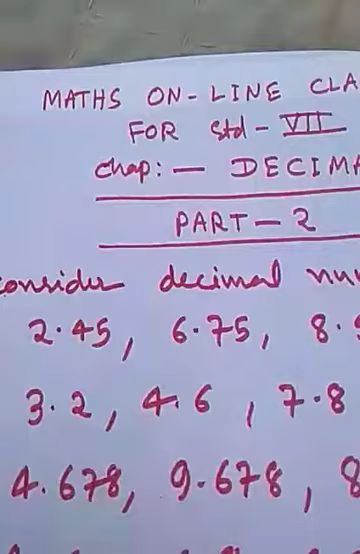 MATHS ON-LINE CLA
FOR Std - VII
Chap: — DECIMA
PART - 2
consider decimal nu
2.45, 6.75, 8.
3.2, 4.6, 7.8
4.678, 9.678, 8